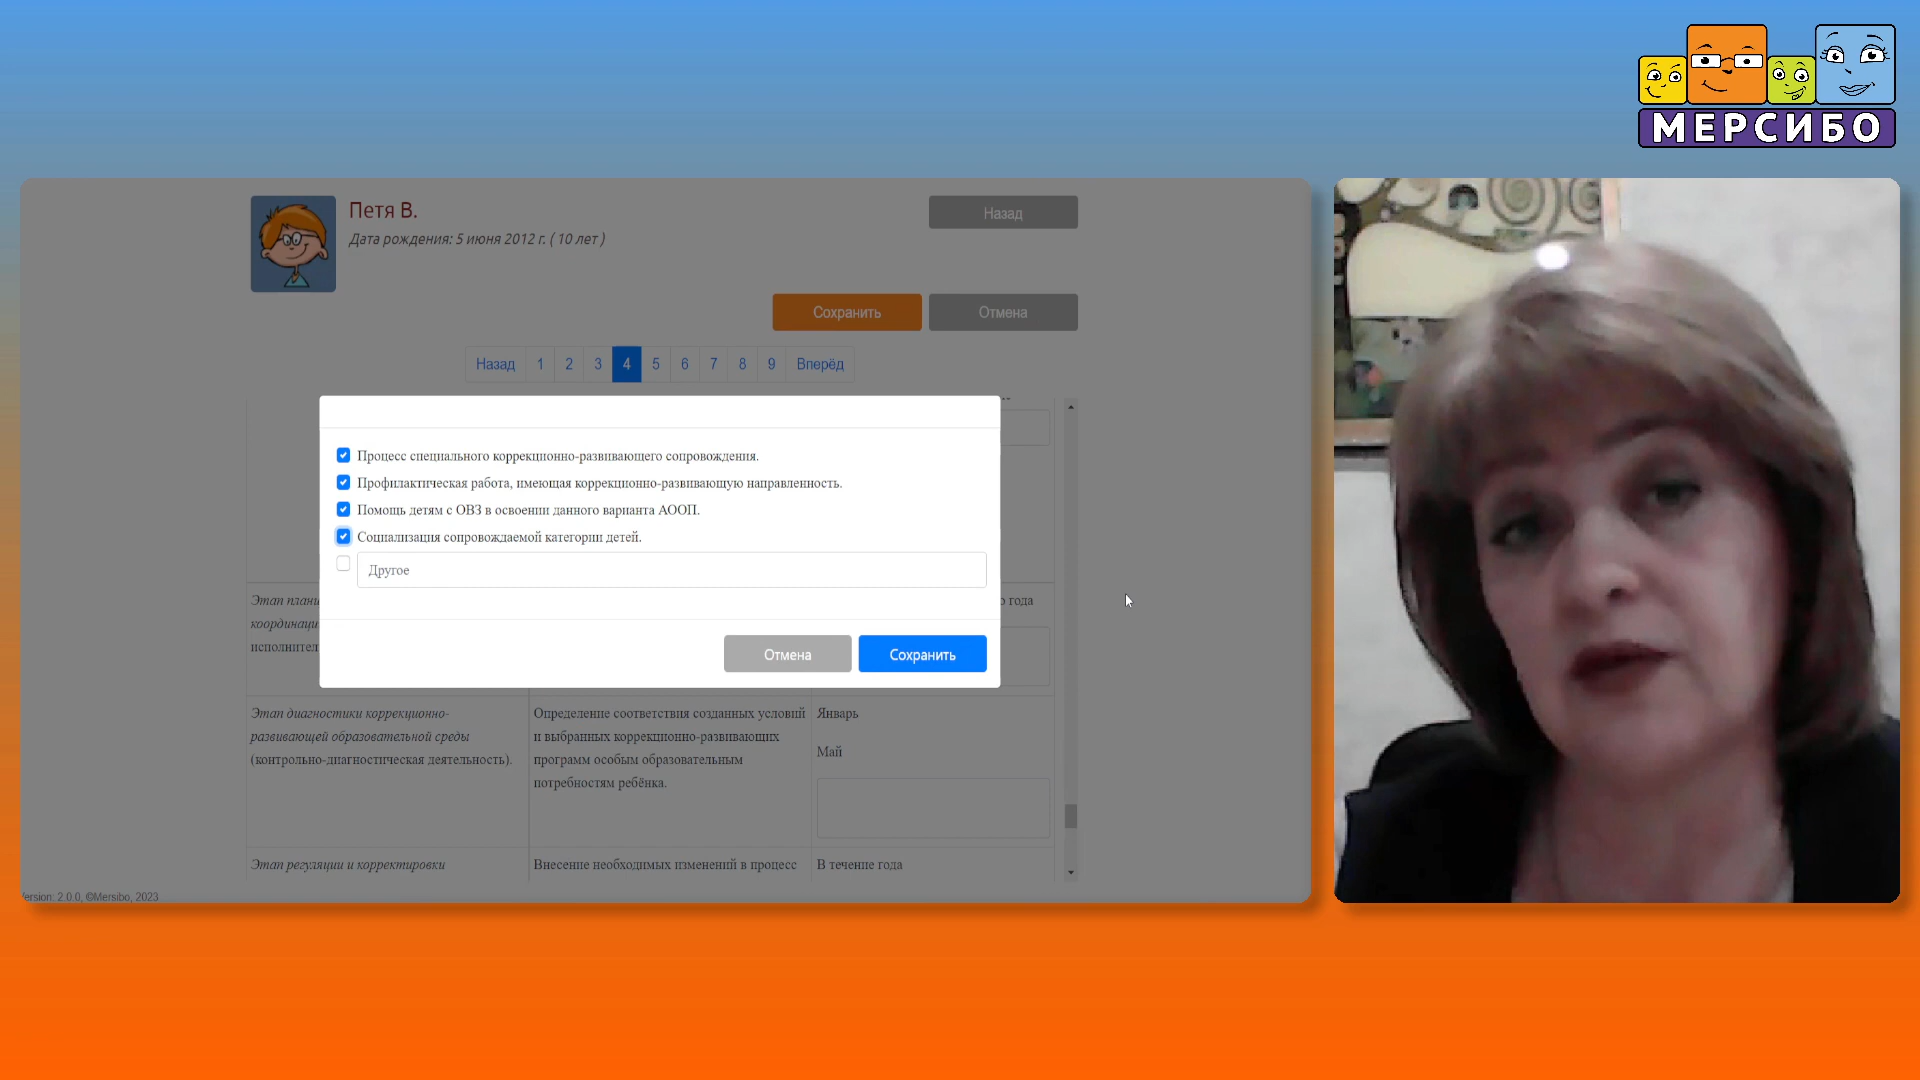 МЕРСИБО
Петя В.
Дата рождения: 5 июня 2012 г. ( 10 лет )
Назад
Сохранить
Отмена
Назад 1 2 3 4 5 6 7 8 9 Вперёд
Процесс специального коррекционно-развивающего сопровождения.
Профилактическая работа, имеющая коррекционно-развивающую направленность.
Помощь детям с ОВЗ в освоении данного варианта АООП.
Социализация сопровождаемой категории детей.
Другое
Отмена
Сохранить
Этап
года
Этап диагностики коррекционно-
развивающей образовательной среды
(контрольно-диагностическая деятельность).
Определение соответствия созданных условий
и выбранных коррекционно-развивающих
программ особым образовательным
потребностям ребёнка.
Январь
Май
Этап регуляции и корректировки
Внесение необходимых изменений в процесс
В течение года
ersion: 2.0.0, ©Mersibo, 2023